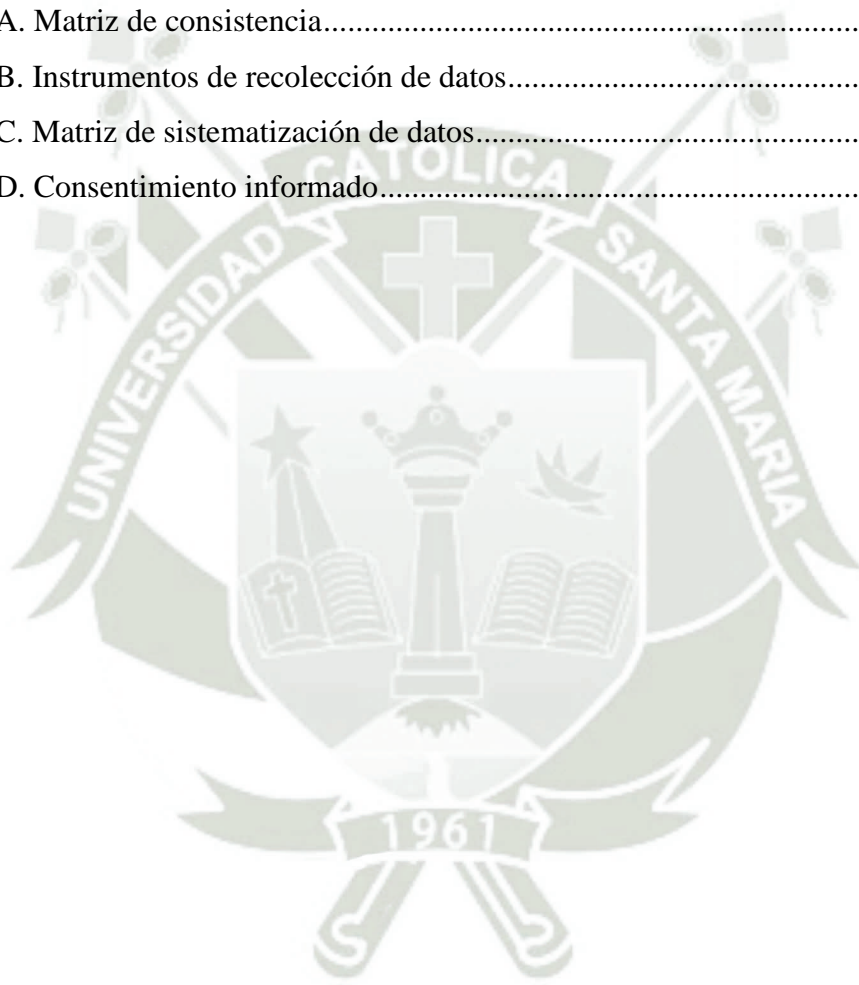 A. Matriz de consistencia................................................................................
B. Instrumentos de recolección de datos........................................................
C. Matriz de sistematización de datos............................................................
D. Consentimiento informado........................................................................
CATOLICA
UNIVERSIDAD
SANTA MARIA
1961